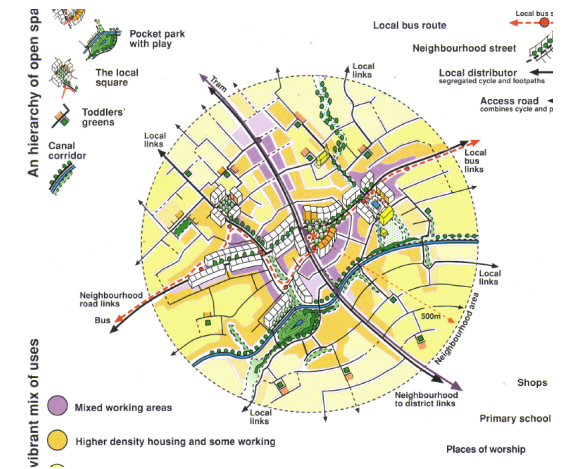 An hierarchy of open spa
Pocket park
with play
The local
square
Toddlers'
greens
Canal
corridor
Local bus s
Local bus route
Neighbourhood street
Local distributor
segregated cycle and footpaths
Access road
combines cycle and p
Tram
Local
links
Local
links
Local
bus
links
Local
links
Neighbourhood
road links
Bus
500m
Neighbourhood area
Neighbourhood
to district links
Local
links
vibrant mix of uses
Mixed working areas
Higher density housing and some working
Shops
Primary school
Places of worship